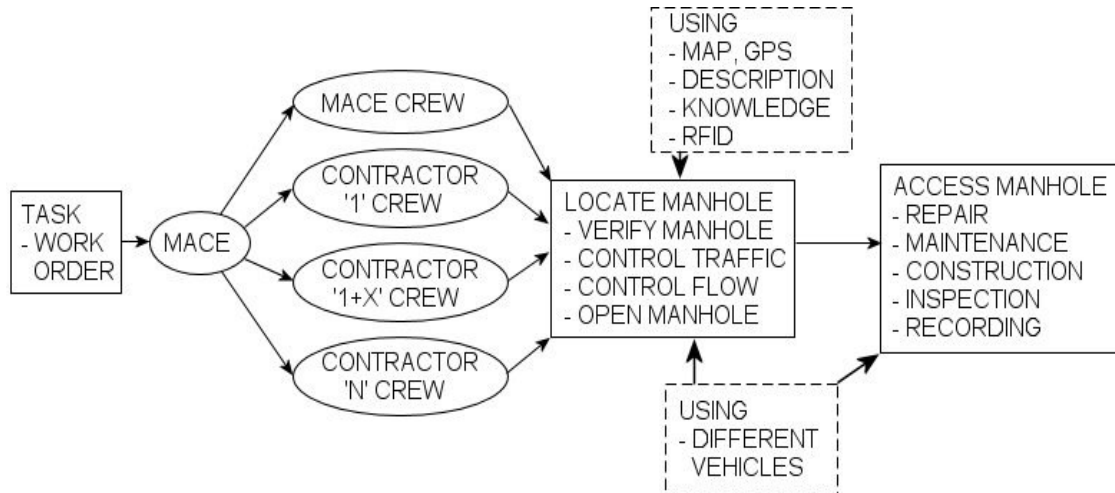 TASK
- WORK
ORDER
MACE
MACE CREW
CONTRACTOR
'1' CREW
CONTRACTOR
'1+X' CREW
CONTRACTOR
'N' CREW
USING
- MAP, GPS
- DESCRIPTION
- KNOWLEDGE
- RFID
LOCATE MANHOLE
- VERIFY MANHOLE
- CONTROL TRAFFIC
- CONTROL FLOW
- OPEN MANHOLE
USING
- DIFFERENT
VEHICLES
ACCESS MANHOLE
- REPAIR
- MAINTENANCE
- CONSTRUCTION
- INSPECTION
- RECORDING